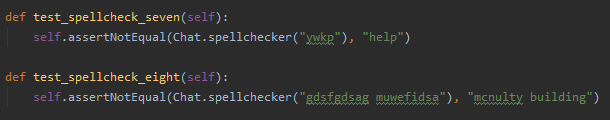 def test_spellcheck_seven(self):
self.assertNotEqual(Chat.spellchecker("ywkp"), "help")
def test_spellcheck_eight(self):
self.assertNotEqual(Chat.spellchecker("gdsfgdsag muwefidsa"), "mcnulty building")